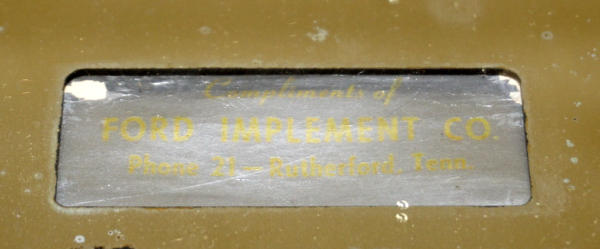 Compliments of
FORD IMPLEMENT CO.
Phone 21 — Rutherford, Tenn.